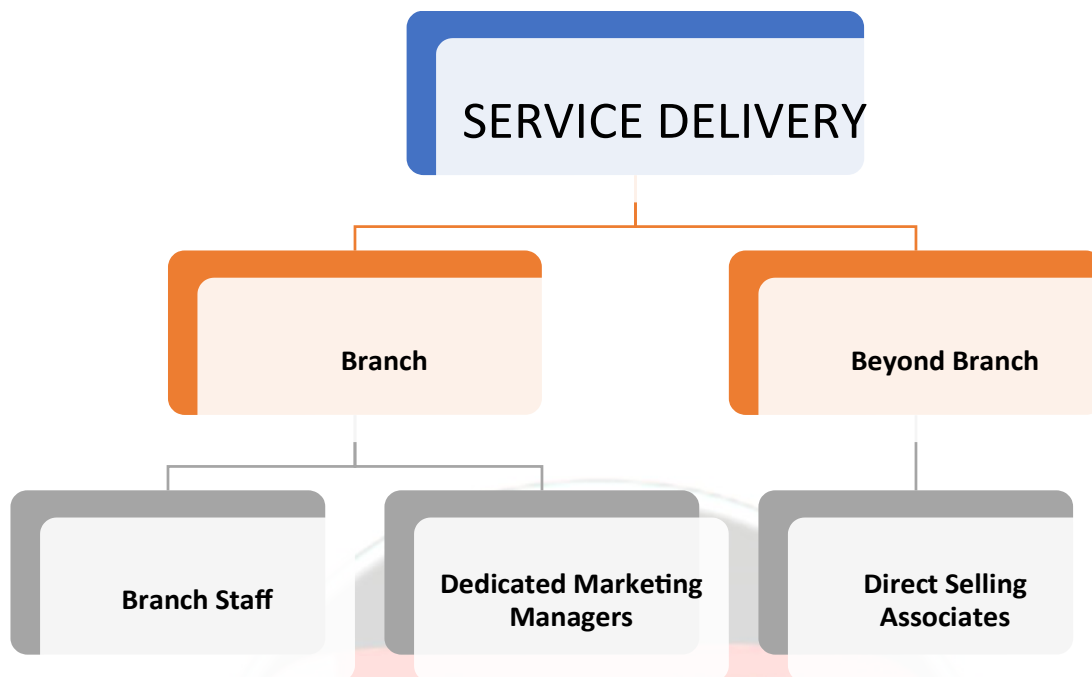 SERVICE DELIVERY
Branch
Beyond Branch
Branch Staff
Dedicated Marketing
Managers
Direct Selling
Associates